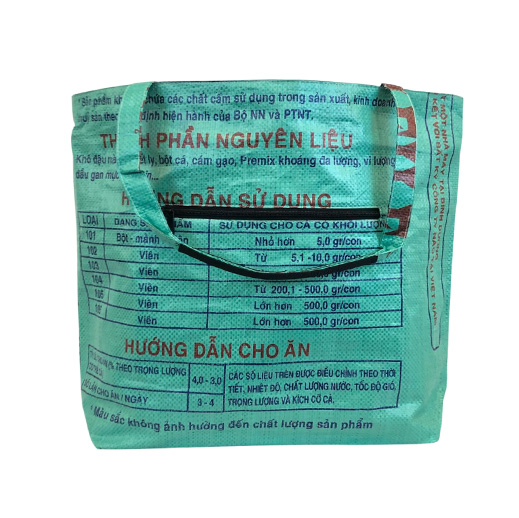 * Sản phẩm chứa các chất cấm sử dụng trong sản xuất, kinh doanh
định hiện hành của Bộ NN và PTNT.
PHẦN NGUYÊN LIỆU
bột cá, cám gạo, Premix khoáng đa lượng, vi lượng
DẪN SỬ DỤNG
LOẠI DẠNG SỬ DỤNG CHO CÁ CÓ KHỐI LƯỢNG
101 Bột - mảnh Nhỏ hơn 5,0 gr/con
102 Viên Từ 5.1 -10,0 gr/con
103 Viên gr/con
Viên Từ 200,1 - 500,0 gr/con
Viên Lớn hơn 500,0 gr/con
Viên Lớn hơn 500,0 gr/con
HƯỚNG DẪN CHO ĂN
THEO TRỌNG LƯỢNG 4,0 - 3,0
CHO ĂN / NGÀY 3 - 4
CÁC SỐ LIỆU TRÊN ĐƯỢC ĐIỀU CHỈNH THEO THỜI
TIẾT, NHIỆT ĐỘ, CHẤT LƯỢNG NƯỚC, TỐC ĐỘ GIÓ,
TRỌNG LƯỢNG VÀ KÍCH CỠ CÁ.
* Màu sắc không ảnh hưởng đến chất lượng sản phẩm